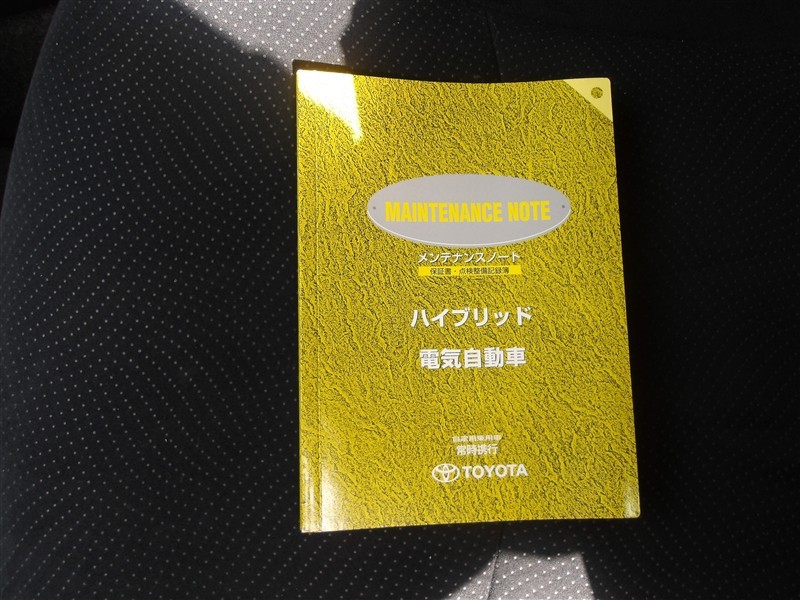 MAINTENANCE NOTE
メンテナンスノート
保証書・点検整備記録簿
ハイブリッド
電気自動車
自家用乗用車
常時携行
TOYOTA